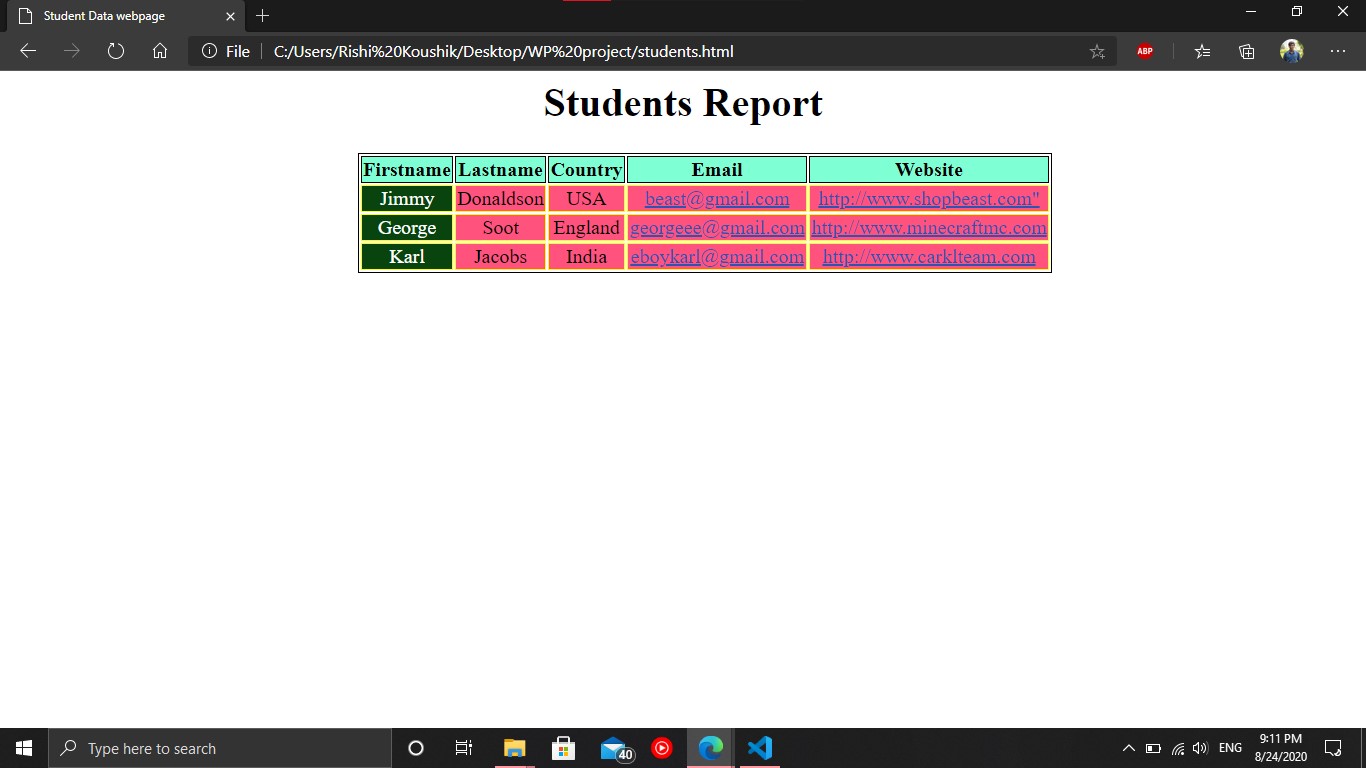 Student Data webpage
File C:/Users/Rishi%20Koushik/Desktop/WP%20project/students.html
ABP
Students Report
Firstname Lastname Country Email Website
Jimmy Donaldson USA beast@gmail.com http://www.shopbeast.com"
George Soot England georgeee@gmail.com http://www.minecraftmc.com
Karl Jacobs India eboykarl@gmail.com http://www.carklteam.com
Type here to search
40
ENG
9:11 PM
8/24/2020